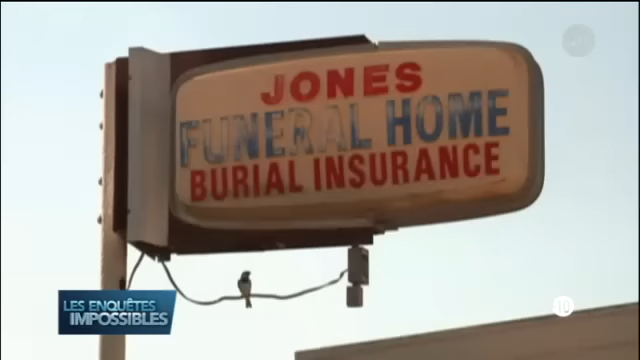 JONES
FUNERAL HOME
BURIAL INSURANCE
LES ENQUÊTES
IMPOSSIBLES
10